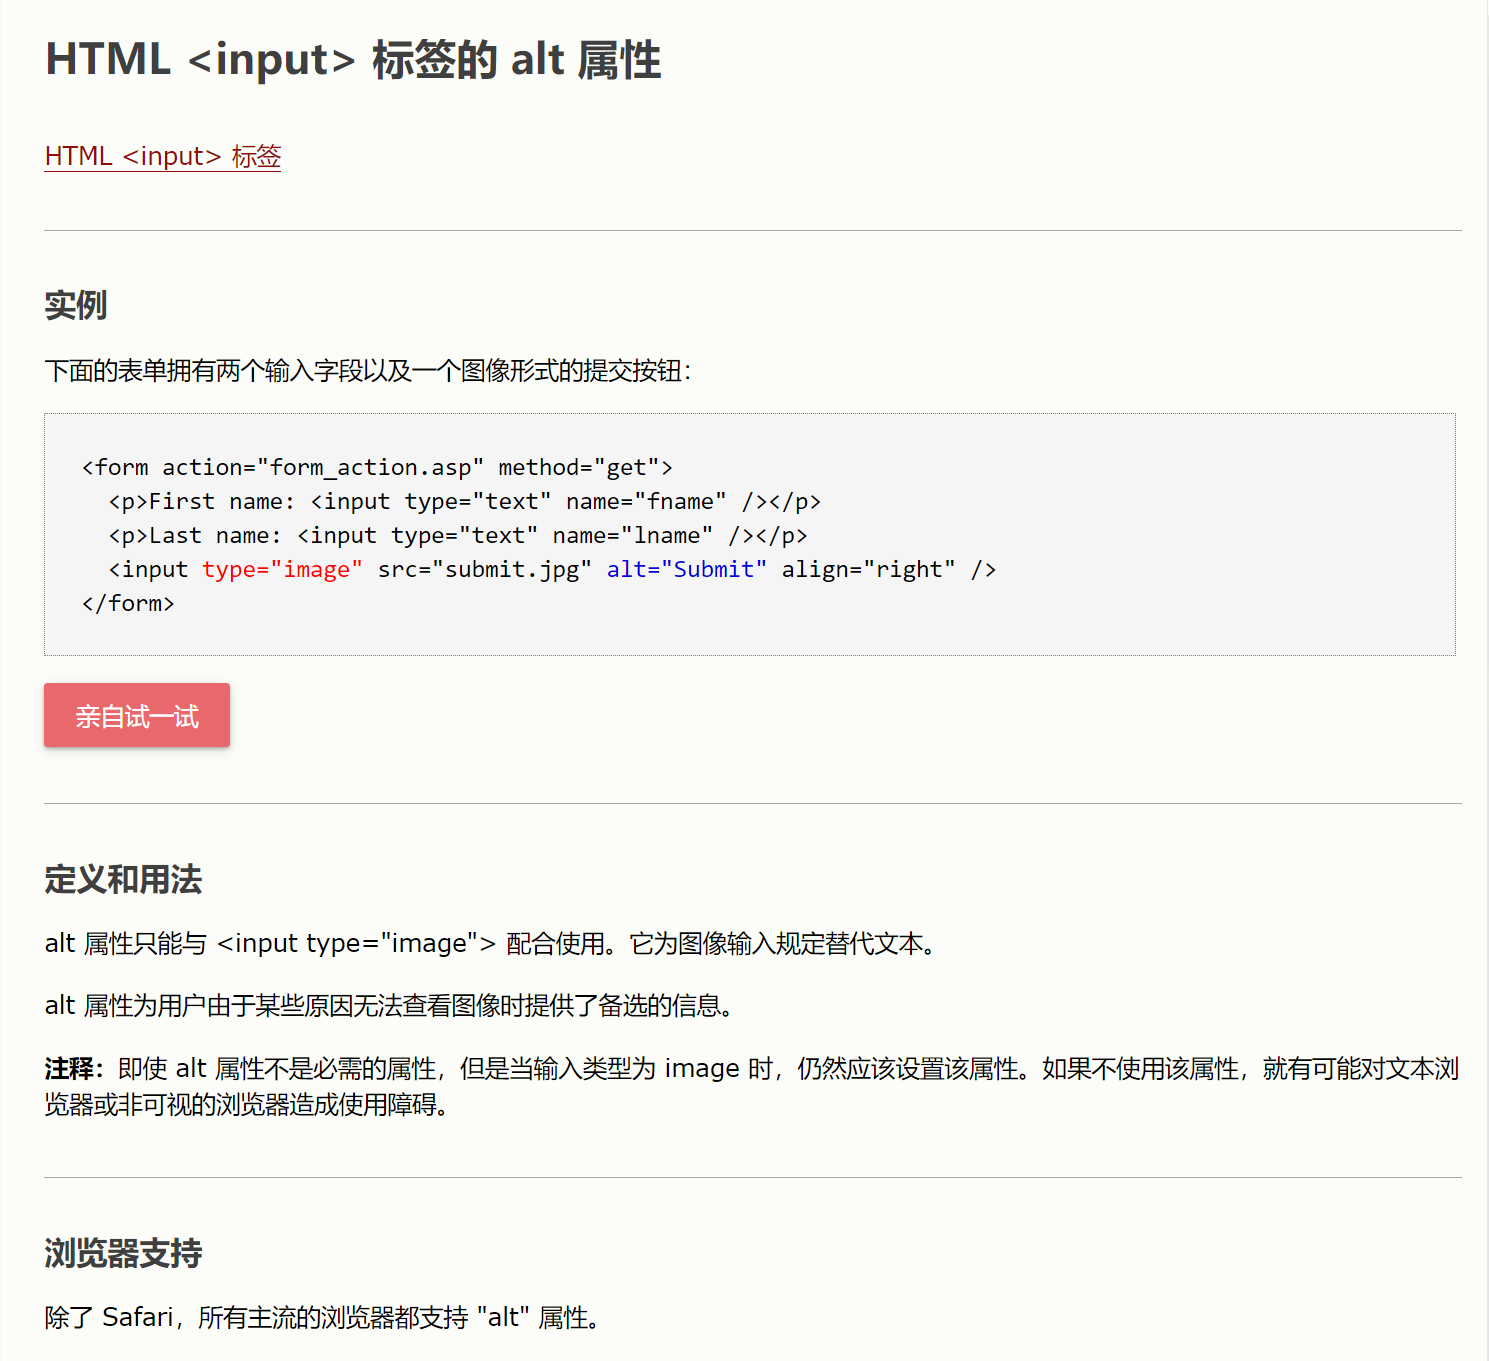 HTML <input> 标签的 alt 属性
HTML <input> 标签
实例
下面的表单拥有两个输入字段以及一个图像形式的提交按钮：
<form action="form_action.asp" method="get">
  <p>First name: <input type="text" name="fname" /></p>
  <p>Last name: <input type="text" name="lname" /></p>
  <input type="image" src="submit.jpg" alt="Submit" align="right" />
</form>
亲自试一试
定义和用法
alt 属性只能与 <input type="image"> 配合使用。它为图像输入规定替代文本。
alt 属性为用户由于某些原因无法查看图像时提供了备选的信息。
注释：即使 alt 属性不是必需的属性，但是当输入类型为 image 时，仍然应该设置该属性。如果不使用该属性，就有可能对文本浏
览器或非可视的浏览器造成使用障碍。
浏览器支持
除了 Safari，所有主流的浏览器都支持 "alt" 属性。